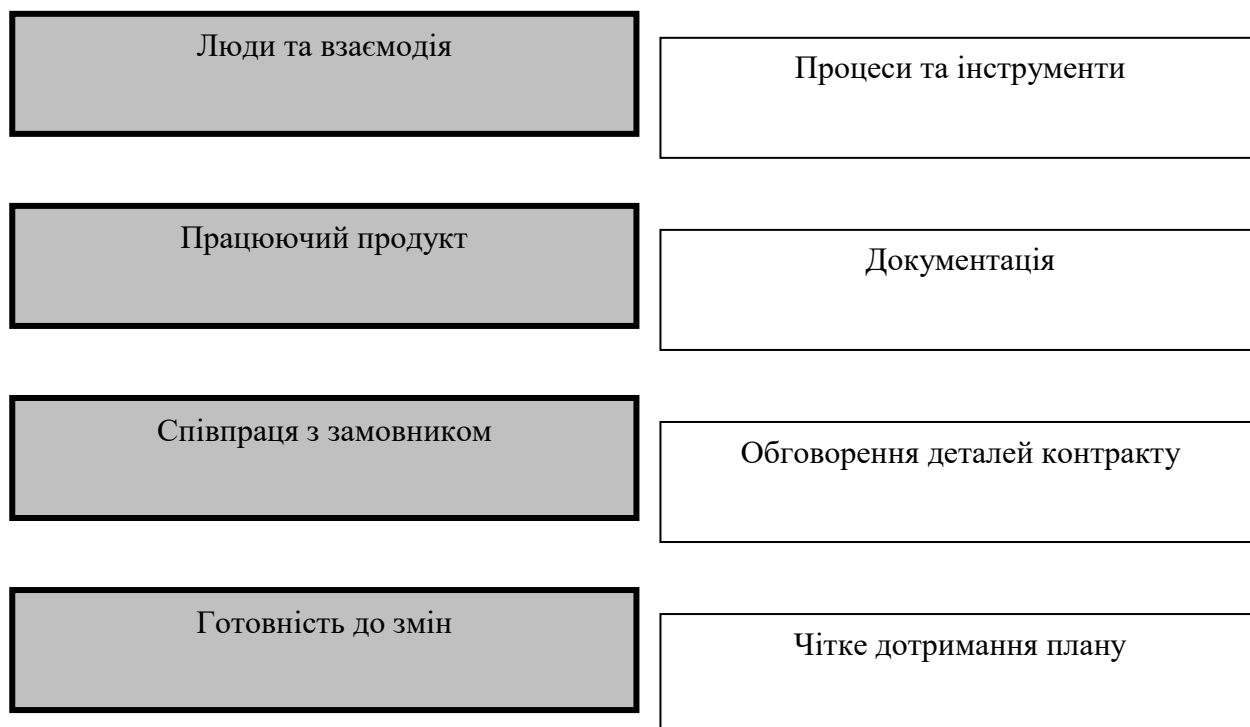 Люди та взаємодія
Процеси та інструменти
Працюючий продукт
Документація
Співпраця з замовником
Обговорення деталей контракту
Готовність до змін
Чітке дотримання плану